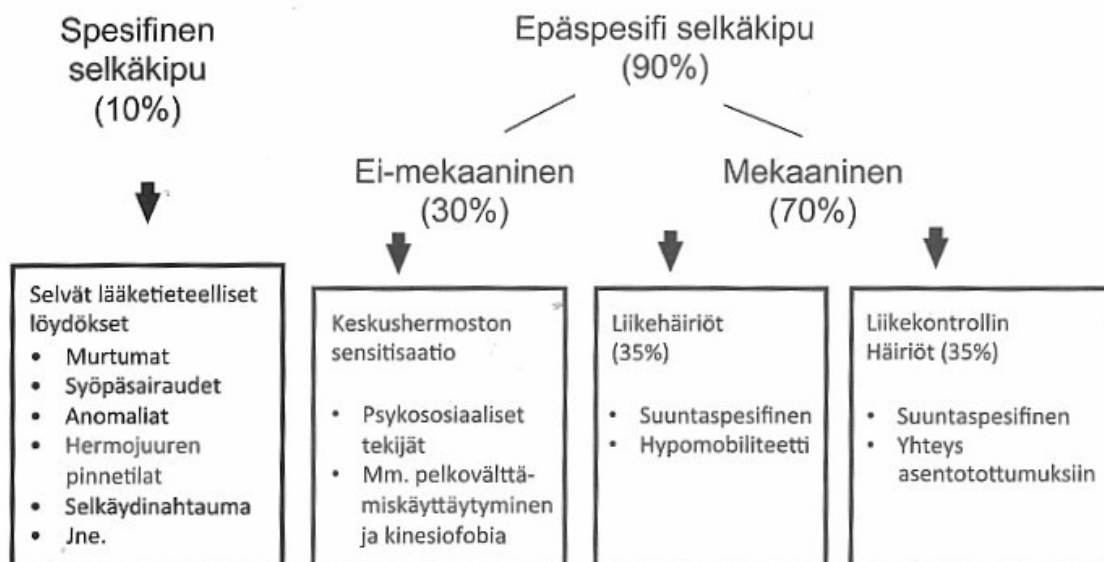 Spesifinen
selkäkipu
(10%)
Epäspesifi selkäkipu
(90%)
Ei-mekaaninen
(30%)
Mekaaninen
(70%)
Selvät lääketieteelliset
löydökset
• Murtumat
• Syöpäsairaudet
• Anomaliat
• Hermojuuren
pinnetilat
• Selkäydinahtauma
• Jne.
Keskushermoston
sensitisaatio
• Psykososiaaliset
tekijät
• Mm. pelkovälttä-
miskäyttäytyminen
ja kinesiofobia
Liikehäiriöt
(35%)
• Suuntaspesifinen
• Hypomobiliteetti
Liikekontrollin
Häiriöt (35%)
• Suuntaspesifinen
• Yhteys
asentotottumuksiin